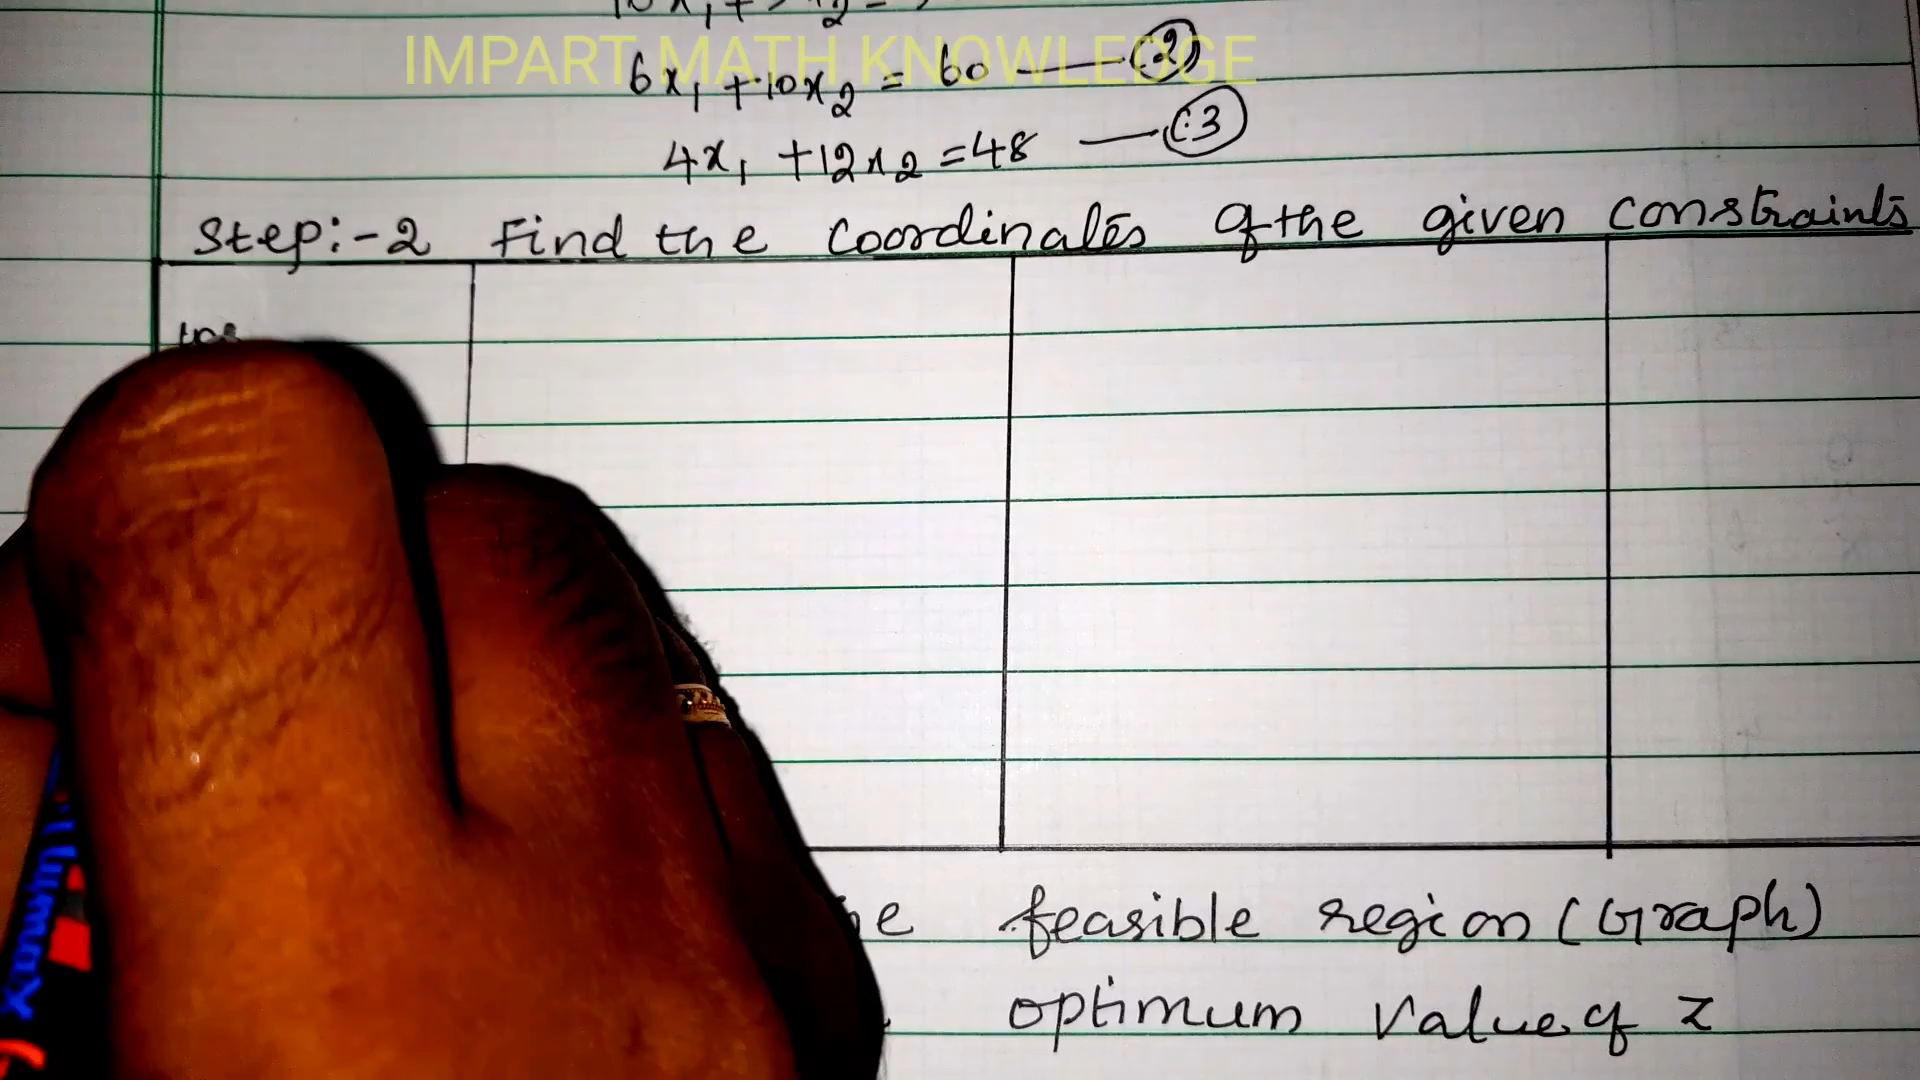 IMPART MATH KNOWLEDGE
6x₁ + 10x₂ = 60 — (2)
4x₁ + 12x₂ = 48 — (3)
Step:-2 Find the coordinates of the given constraints
feasible region (Graph)
optimum value of z